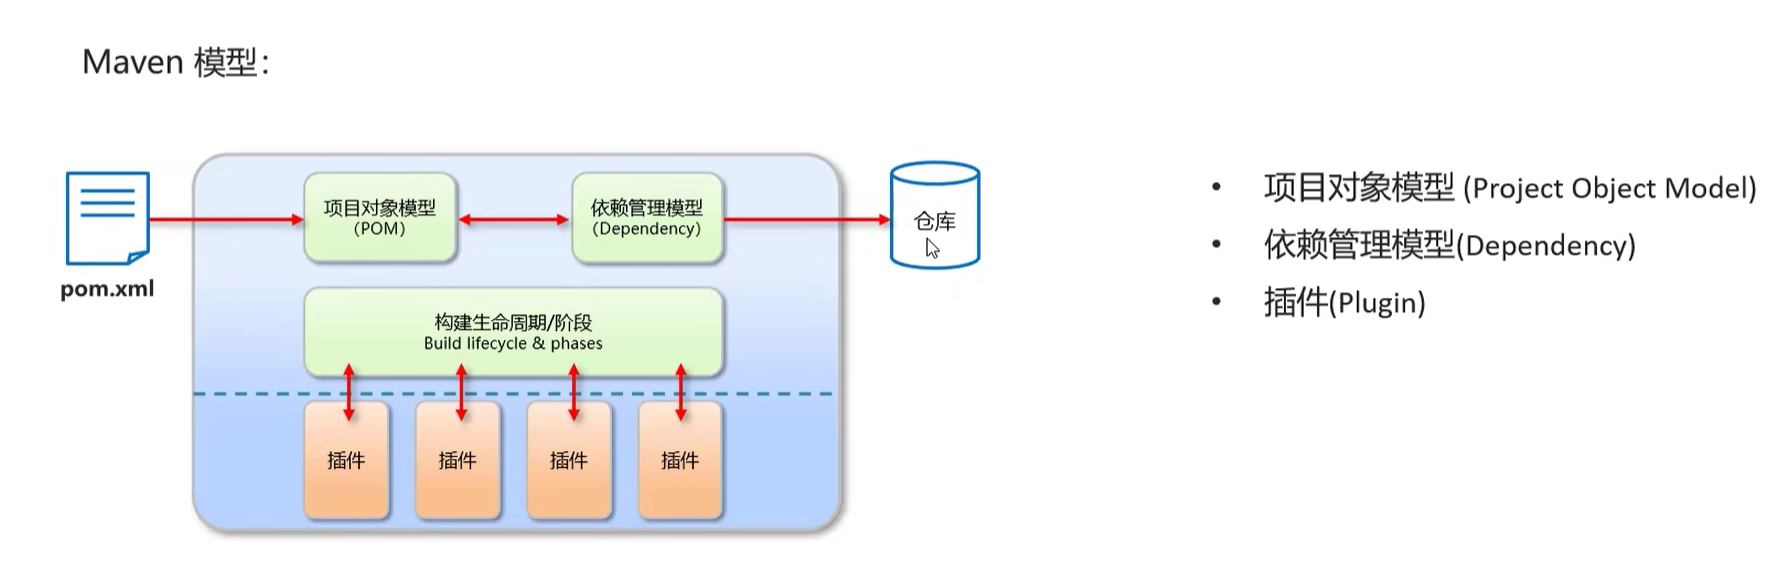 Maven 模型：
pom.xml
项目对象模型
（POM）
依赖管理模型
（Dependency）
仓库
构建生命周期/阶段
Build lifecycle & phases
插件
插件
插件
插件
• 项目对象模型 (Project Object Model)
• 依赖管理模型(Dependency)
• 插件(Plugin)